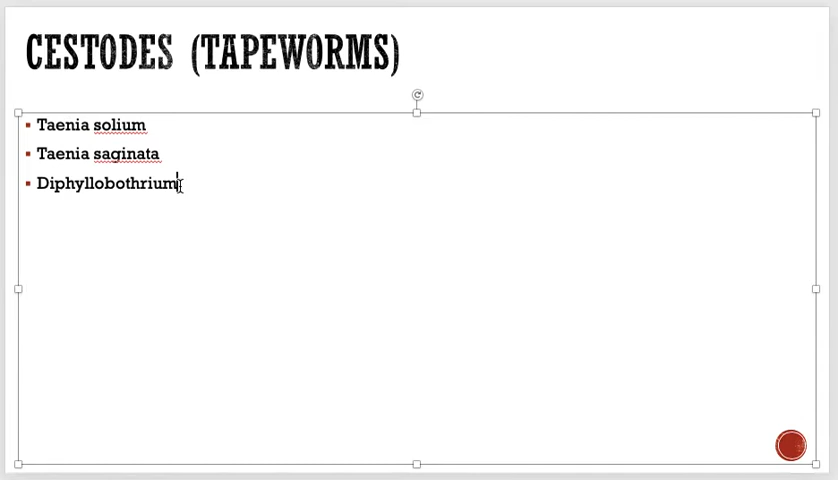 CESTODES (TAPEWORMS)
Taenia solium
Taenia saginata
Diphyllobothrium